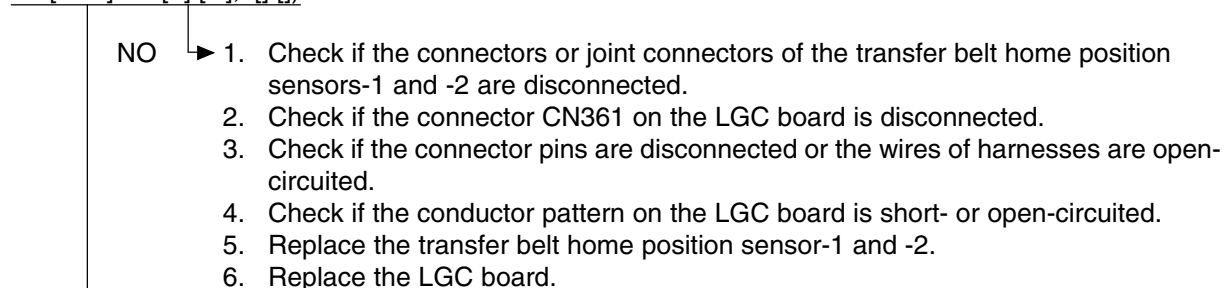 NO 1. Check if the connectors or joint connectors of the transfer belt home position
sensors-1 and -2 are disconnected.
2. Check if the connector CN361 on the LGC board is disconnected.
3. Check if the connector pins are disconnected or the wires of harnesses are open-
circuited.
4. Check if the conductor pattern on the LGC board is short- or open-circuited.
5. Replace the transfer belt home position sensor-1 and -2.
6. Replace the LGC board.